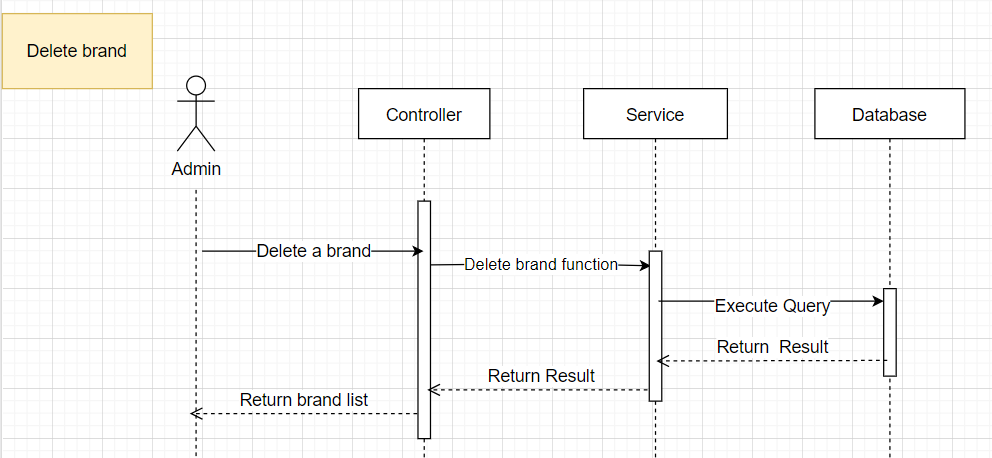 Delete brand
Controller
Service
Database
Admin
Delete a brand
Delete brand function
Execute Query
Return  Result
Return Result
Return brand list